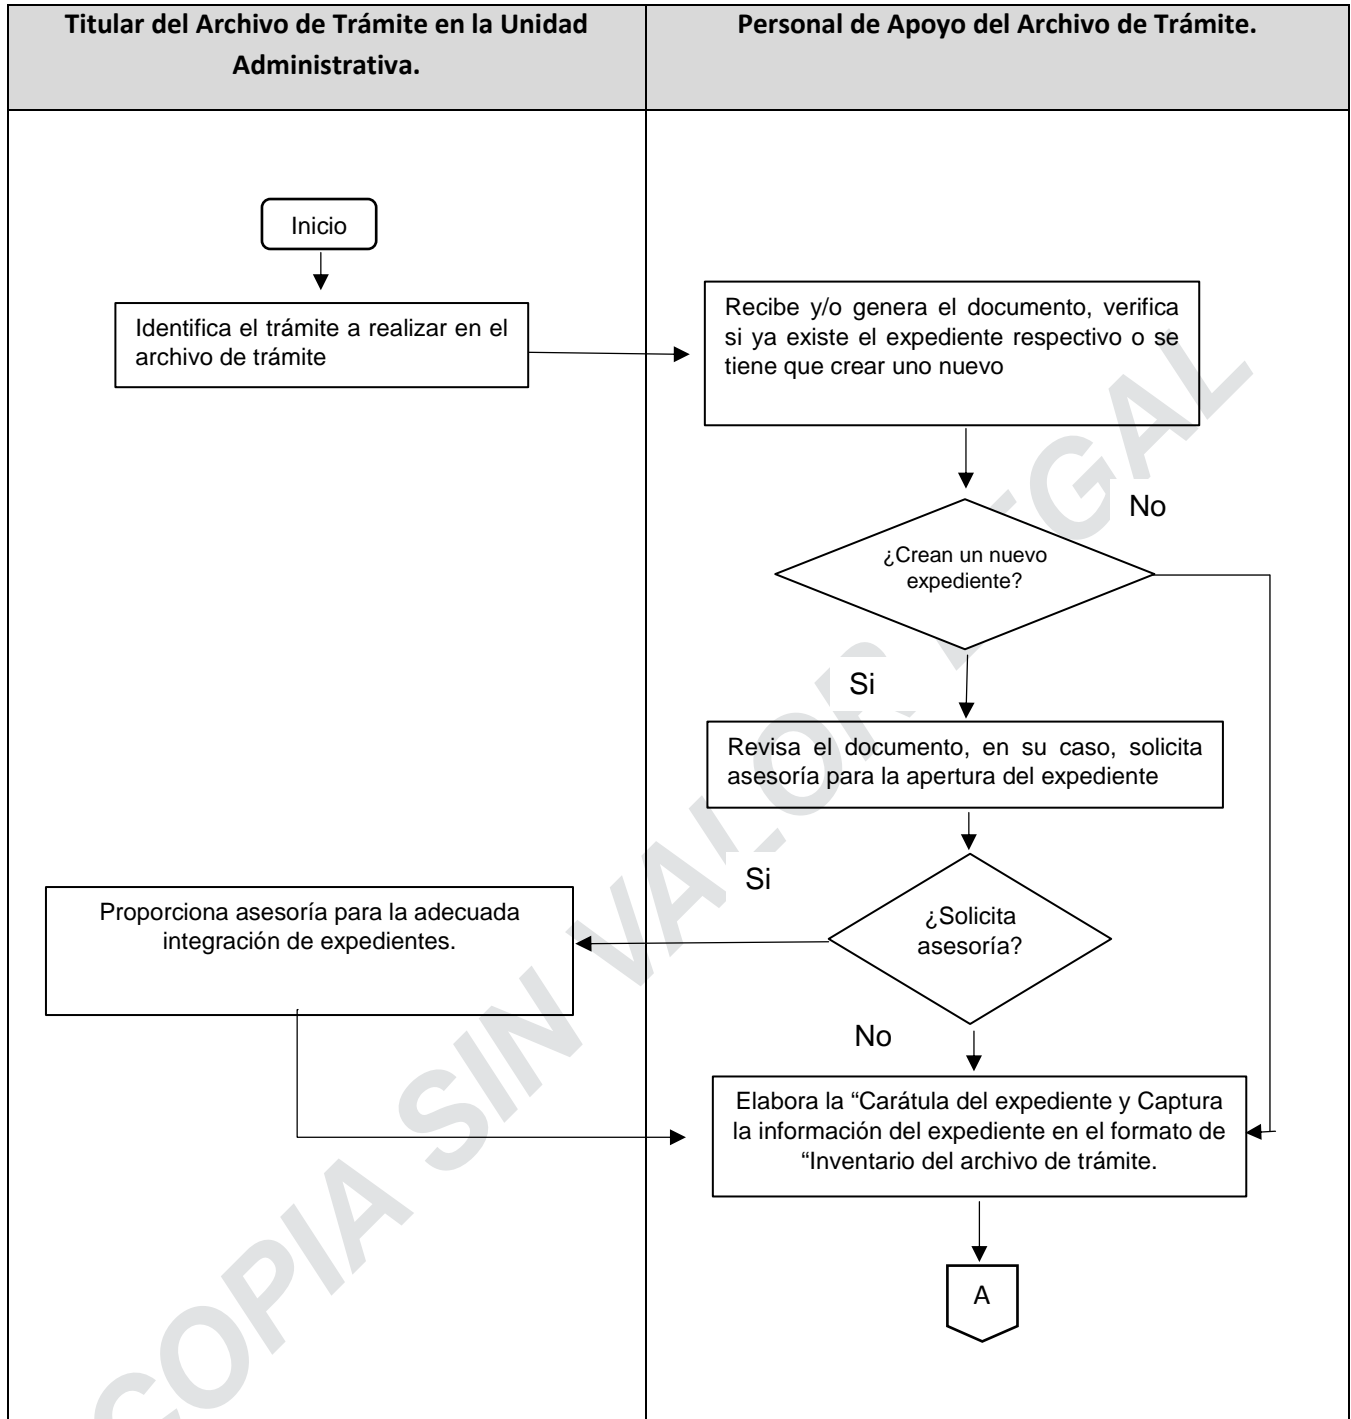 Titular del Archivo de Trámite en la Unidad
Administrativa.
Personal de Apoyo del Archivo de Trámite.
Inicio
Identifica el trámite a realizar en el
archivo de trámite
Recibe y/o genera el documento, verifica
si ya existe el expediente respectivo o se
tiene que crear uno nuevo
No
¿Crean un nuevo
expediente?
Si
Revisa el documento, en su caso, solicita
asesoría para la apertura del expediente
Si
¿Solicita
asesoría?
Proporciona asesoría para la adecuada
integración de expedientes.
No
Elabora la “Carátula del expediente y Captura
la información del expediente en el formato de
“Inventario del archivo de trámite.
A
COPIA SIN VALOR LEGAL